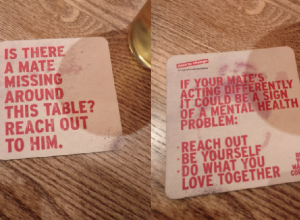 IS THERE
A MATE
MISSING
AROUND
THIS TABLE?
REACH OUT
TO HIM.
IF YOUR MATE'S
ACTING DIFFERENTLY
IT COULD BE A SIGN
OF A MENTAL HEALTH
PROBLEM:
· REACH OUT
· BE YOURSELF
· DO WHAT YOU
LOVE TOGETHER